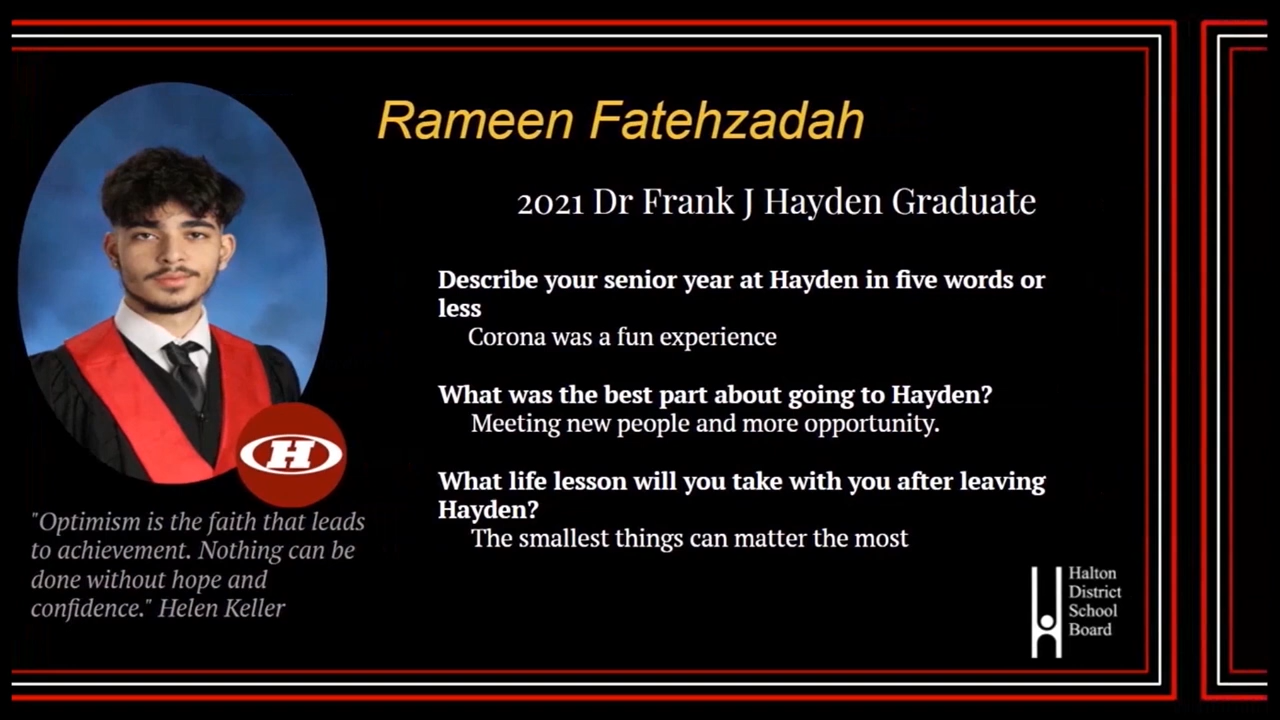 Rameen Fatehzadah
2021 Dr Frank J Hayden Graduate
Describe your senior year at Hayden in five words or
less
Corona was a fun experience
What was the best part about going to Hayden?
Meeting new people and more opportunity.
What life lesson will you take with you after leaving
Hayden?
The smallest things can matter the most
H
"Optimism is the faith that leads
to achievement. Nothing can be
done without hope and
confidence." Helen Keller
Halton
District
School
Board